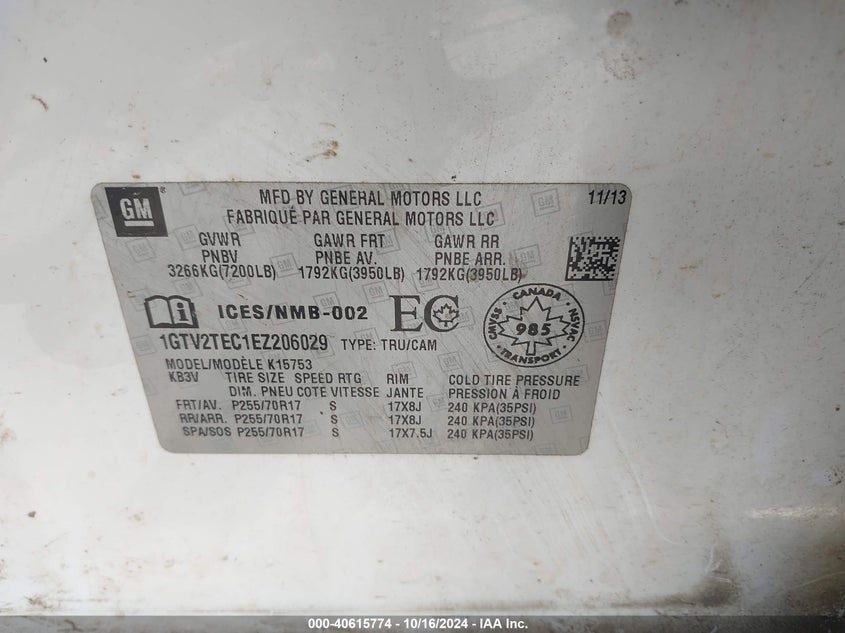 GM
MFD BY GENERAL MOTORS LLC 11/13
FABRIQUÉ PAR GENERAL MOTORS LLC
GVWR GAWR FRT GAWR RR
PNBV PNBE AV. PNBE ARR.
3266KG(7200LB) 1792KG(3950LB) 1792KG(3950LB)
ICES/NMB-002 EC
CANADA
CMVSS 985 NSVAC
TRANSPORT
1GTV2TEC1EZ206029 TYPE: TRU/CAM
MODEL/MODÈLE K15753
KB3V TIRE SIZE SPEED RTG RIM COLD TIRE PRESSURE
DIM. PNEU COTE VITESSE JANTE PRESSION À FROID
FRT/AV. P255/70R17 S 17X8J 240 KPA(35PSI)
RR/ARR. P255/70R17 S 17X8J 240 KPA(35PSI)
SPA/SOS P255/70R17 S 17X7.5J 240 KPA(35PSI)
000-40615774 - 10/16/2024 - IAA Inc.